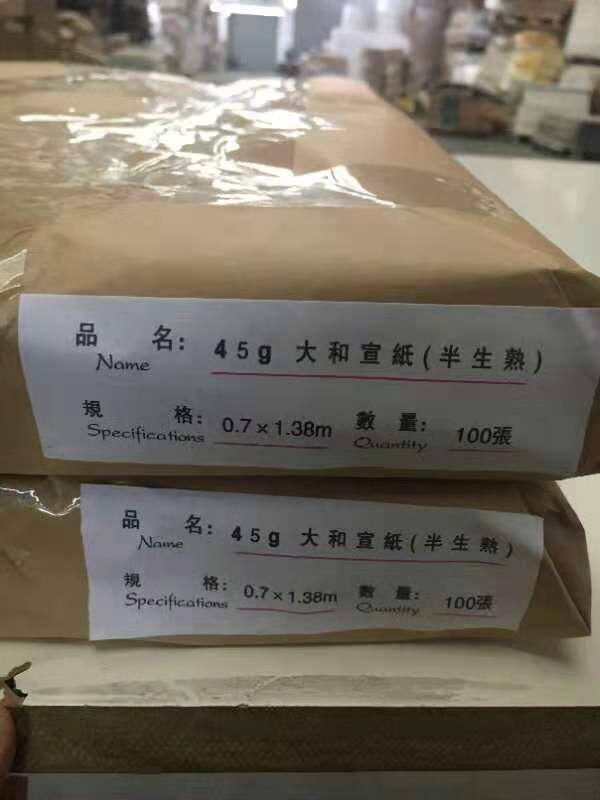 品 名: 45g 大和宣紙(半生熟)
Name
規 格: 0.7×1.38m 數 量: 100張
Specifications Quantity
品 名: 45g 大和宣紙(半生熟)
Name
規 格: 0.7×1.38m 數 量: 100張
Specifications Quantity